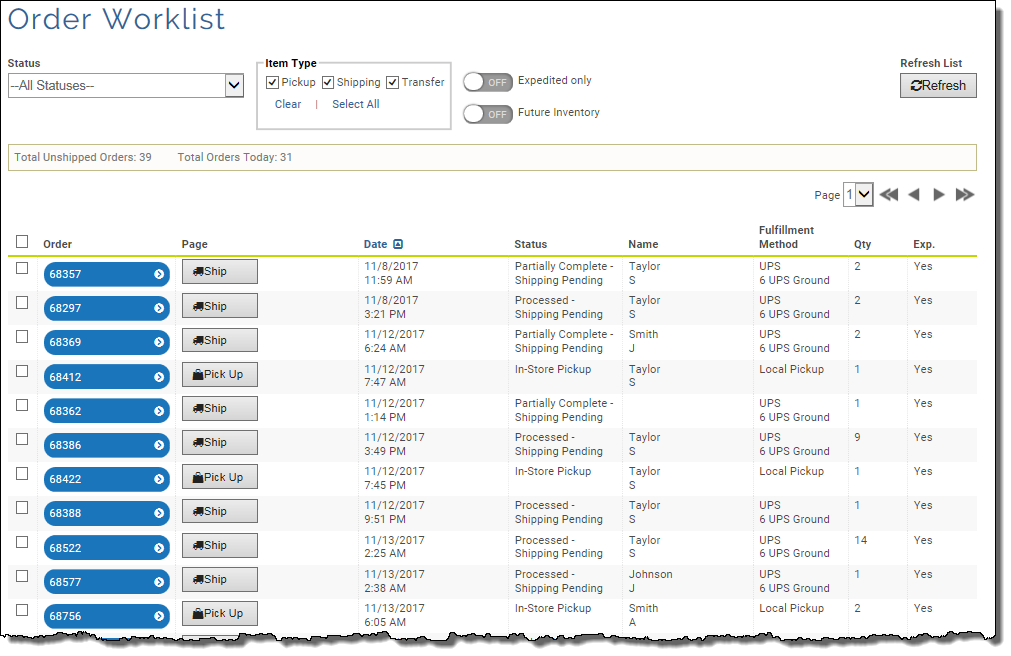 Order Worklist
Status
Item Type
Refresh List
--All Statuses--
Pickup Shipping Transfer
OFF Expedited only
Refresh
Clear | Select All
OFF Future Inventory
Total Unshipped Orders: 39 Total Orders Today: 31
Page 1
Order Page Date Status Name Fulfillment Method Qty Exp.
68357 Ship 11/8/2017 Partially Complete - Taylor UPS 2 Yes
11:59 AM Shipping Pending S 6 UPS Ground
68297 Ship 11/8/2017 Processed - Taylor UPS 2 Yes
3:21 PM Shipping Pending S 6 UPS Ground
68369 Ship 11/12/2017 Partially Complete - Smith UPS 2 Yes
6:24 AM Shipping Pending J 6 UPS Ground
68412 Pick Up 11/12/2017 In-Store Pickup Taylor Local Pickup 1 Yes
7:47 AM S
68362 Ship 11/12/2017 Partially Complete - UPS 1 Yes
1:14 PM Shipping Pending 6 UPS Ground
68386 Ship 11/12/2017 Processed - Taylor UPS 9 Yes
3:49 PM Shipping Pending S 6 UPS Ground
68422 Pick Up 11/12/2017 In-Store Pickup Taylor Local Pickup 1 Yes
7:45 PM S
68388 Ship 11/12/2017 Processed - Taylor UPS 1 Yes
9:51 PM Shipping Pending S 6 UPS Ground
68522 Ship 11/13/2017 Processed - Taylor UPS 14 Yes
2:25 AM Shipping Pending S 6 UPS Ground
68577 Ship 11/13/2017 Processed - Johnson UPS 1 Yes
2:38 AM Shipping Pending J 6 UPS Ground
68756 Pick Up 11/13/2017 In-Store Pickup Smith Local Pickup 2 Yes
6:05 AM A